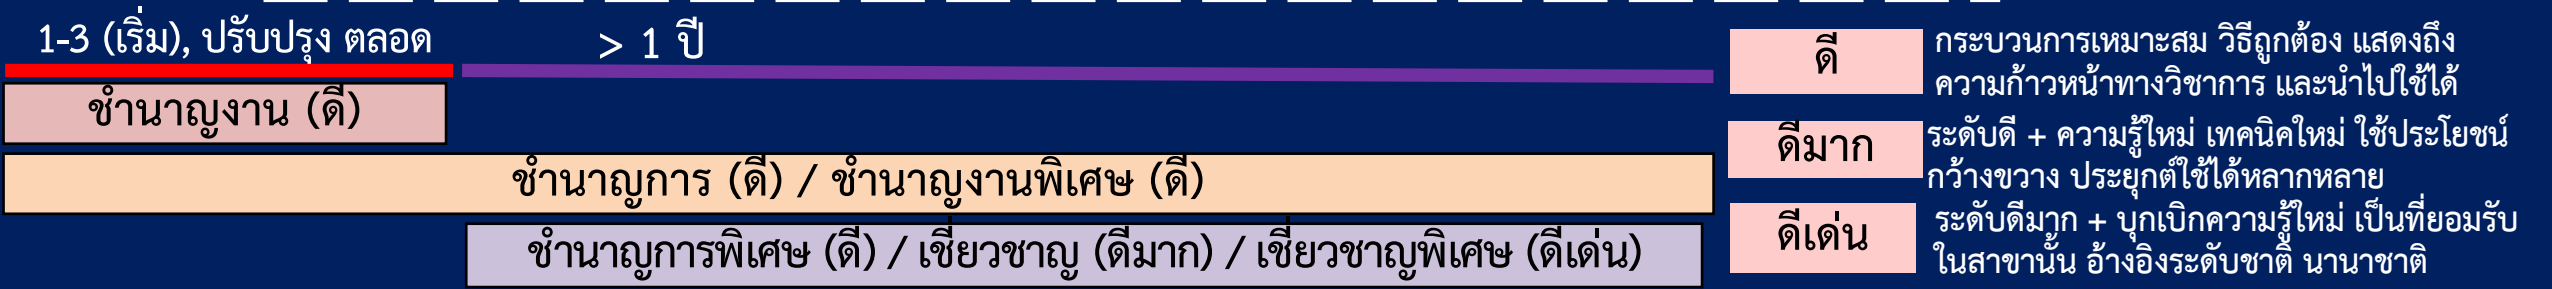 1-3 (เริ่ม), ปรับปรุง ตลอด
> 1 ปี
ชำนาญงาน (ดี)
ชำนาญการ (ดี) / ชำนาญงานพิเศษ (ดี)
ชำนาญการพิเศษ (ดี) / เชี่ยวชาญ (ดีมาก) / เชี่ยวชาญพิเศษ (ดีเด่น)
ดี
กระบวนการเหมาะสม วิธีถูกต้อง แสดงถึง
ความก้าวหน้าทางวิชาการ และนำไปใช้ได้
ดีมาก
ระดับดี + ความรู้ใหม่ เทคนิคใหม่ ใช้ประโยชน์
กว้างขวาง ประยุกต์ใช้ได้หลากหลาย
ดีเด่น
ระดับดีมาก + บุกเบิกความรู้ใหม่ เป็นที่ยอมรับ
ในสาขานั้น อ้างอิงระดับชาติ นานาชาติ